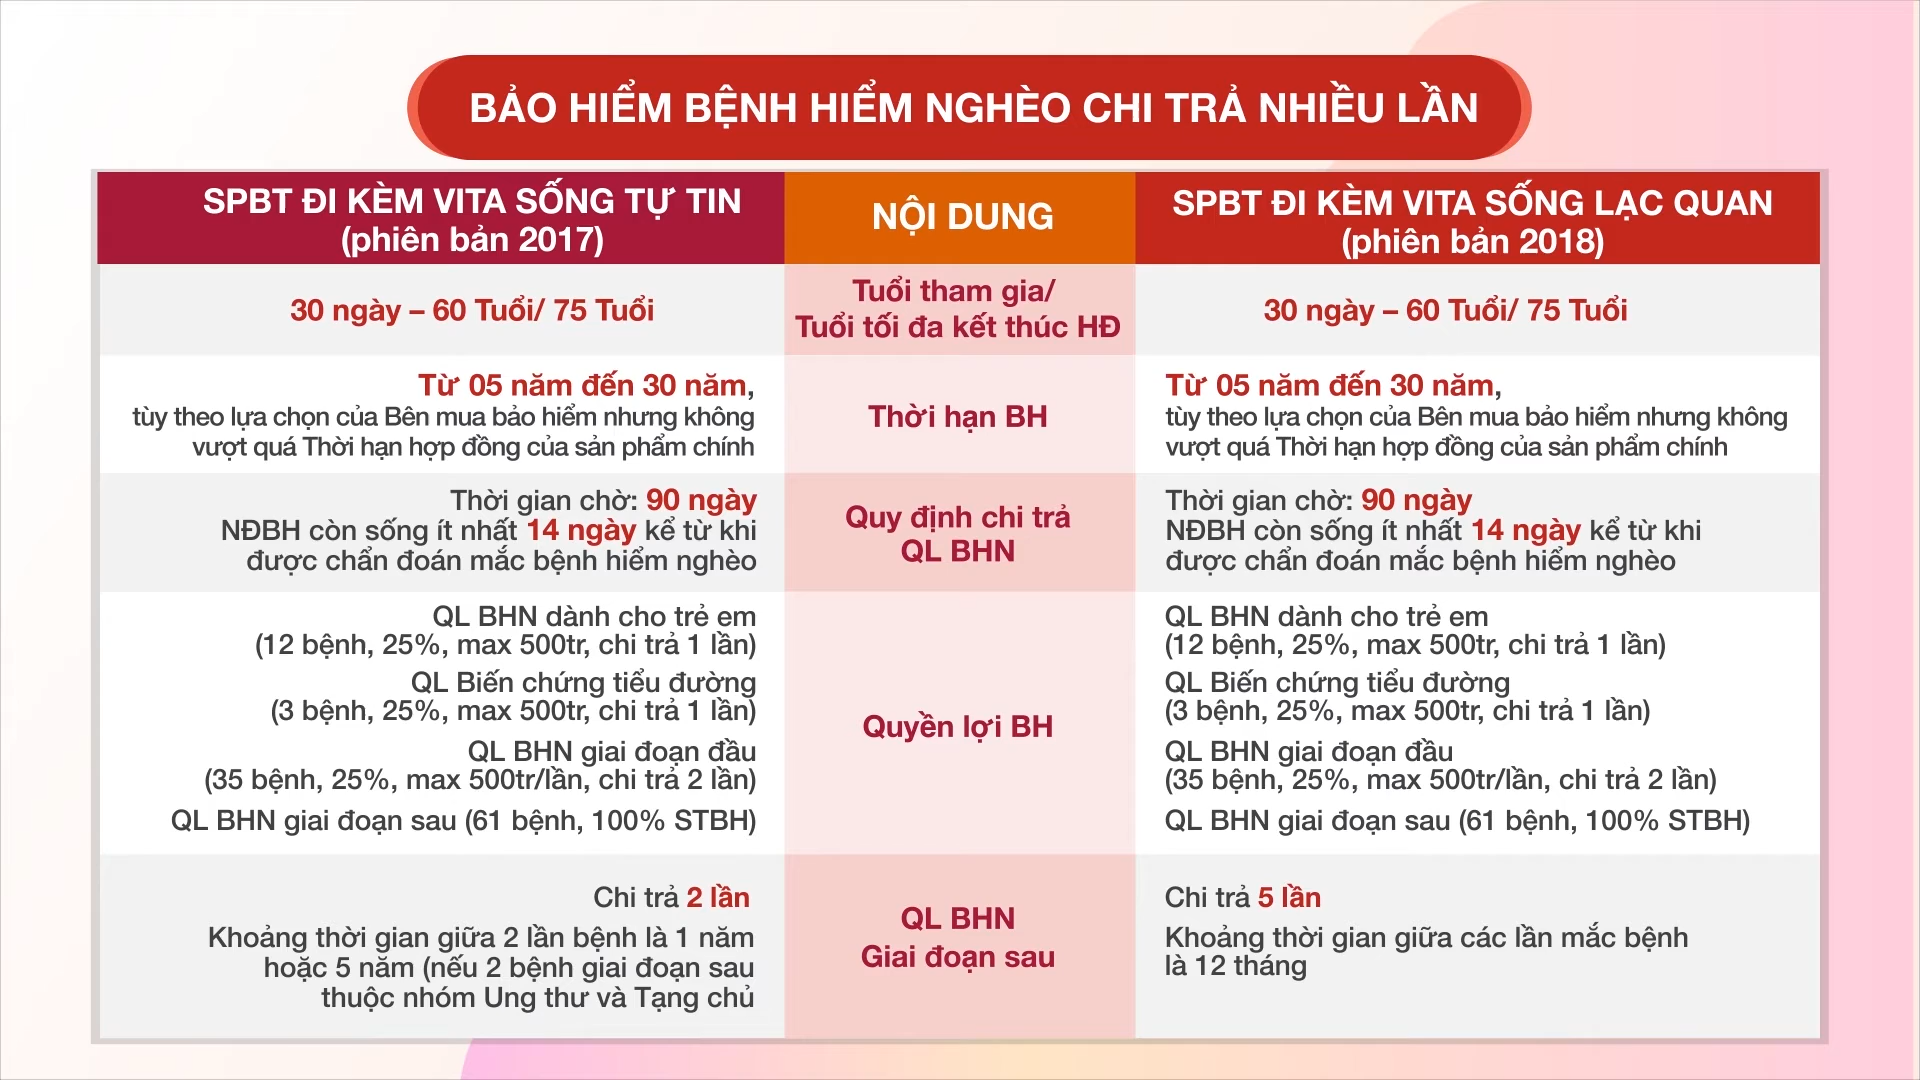 BẢO HIỂM BỆNH HIỂM NGHÈO CHI TRẢ NHIỀU LẦN
SPBT ĐI KÈM VITA SỐNG TỰ TIN
(phiên bản 2017)
NỘI DUNG
SPBT ĐI KÈM VITA SỐNG LẠC QUAN
(phiên bản 2018)
30 ngày – 60 Tuổi/ 75 Tuổi
Tuổi tham gia/
Tuổi tối đa kết thúc HĐ
30 ngày – 60 Tuổi/ 75 Tuổi
Từ 05 năm đến 30 năm,
tùy theo lựa chọn của Bên mua bảo hiểm nhưng không
vượt quá Thời hạn hợp đồng của sản phẩm chính
Thời hạn BH
Từ 05 năm đến 30 năm,
tùy theo lựa chọn của Bên mua bảo hiểm nhưng không
vượt quá Thời hạn hợp đồng của sản phẩm chính
Thời gian chờ: 90 ngày
NĐBH còn sống ít nhất 14 ngày kể từ khi
được chẩn đoán mắc bệnh hiểm nghèo
Quy định chi trả
QL BHN
Thời gian chờ: 90 ngày
NĐBH còn sống ít nhất 14 ngày kể từ khi
được chẩn đoán mắc bệnh hiểm nghèo
QL BHN dành cho trẻ em
(12 bệnh, 25%, max 500tr, chi trả 1 lần)
QL Biến chứng tiểu đường
(3 bệnh, 25%, max 500tr, chi trả 1 lần)
QL BHN giai đoạn đầu
(35 bệnh, 25%, max 500tr/lần, chi trả 2 lần)
QL BHN giai đoạn sau (61 bệnh, 100% STBH)
Quyền lợi BH
QL BHN dành cho trẻ em
(12 bệnh, 25%, max 500tr, chi trả 1 lần)
QL Biến chứng tiểu đường
(3 bệnh, 25%, max 500tr, chi trả 1 lần)
QL BHN giai đoạn đầu
(35 bệnh, 25%, max 500tr/lần, chi trả 2 lần)
QL BHN giai đoạn sau (61 bệnh, 100% STBH)
Chi trả 2 lần
Khoảng thời gian giữa 2 lần bệnh là 1 năm
hoặc 5 năm (nếu 2 bệnh giai đoạn sau
thuộc nhóm Ung thư và Tạng chủ
QL BHN
Giai đoạn sau
Chi trả 5 lần
Khoảng thời gian giữa các lần mắc bệnh
là 12 tháng